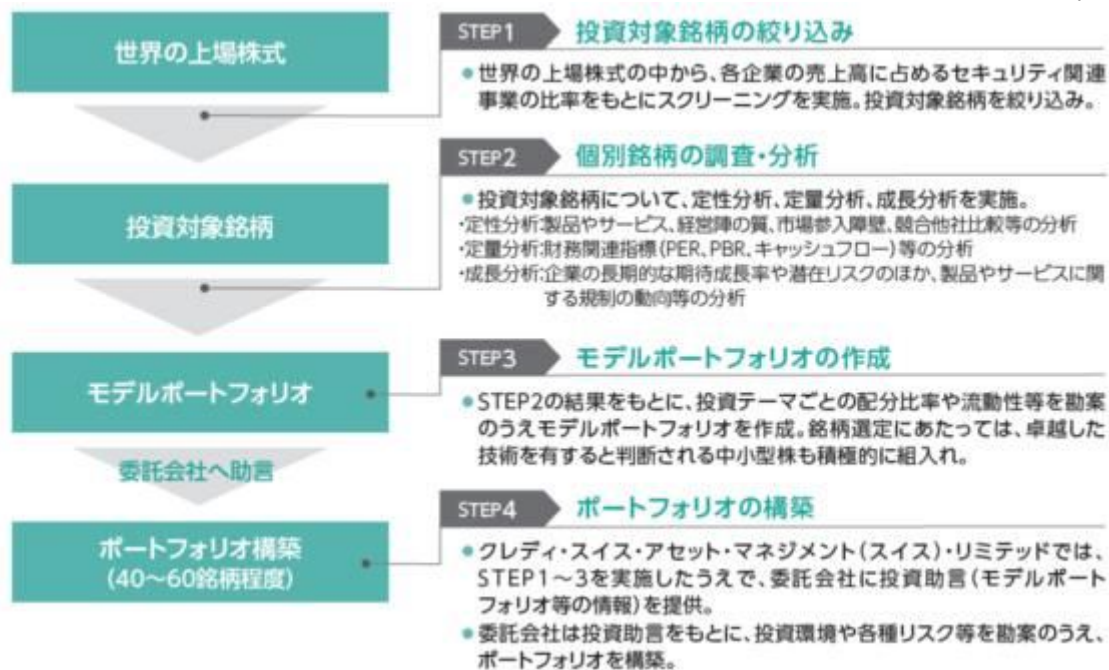 世界の上場株式
STEP1 投資対象銘柄の絞り込み
●世界の上場株式の中から、各企業の売上高に占めるセキュリティ関連
事業の比率をもとにスクリーニングを実施。投資対象銘柄を絞り込み。
投資対象銘柄
STEP2 個別銘柄の調査・分析
●投資対象銘柄について、定性分析、定量分析、成長分析を実施。
・定性分析:製品やサービス、経営陣の質、市場参入障壁、競合他社比較等の分析
・定量分析:財務関連指標(PER、PBR、キャッシュフロー)等の分析
・成長分析:企業の長期的な期待成長率や潜在リスクのほか、製品やサービスに関
する規制の動向等の分析
モデルポートフォリオ
STEP3 モデルポートフォリオの作成
●STEP2の結果をもとに、投資テーマごとの配分比率や流動性等を勘案
のうえモデルポートフォリオを作成。銘柄選定にあたっては、卓越した
技術を有すると判断される中小型株も積極的に組入れ。
委託会社へ助言
ポートフォリオ構築
(40~60銘柄程度)
STEP4 ポートフォリオの構築
●クレディ・スイス・アセット・マネジメント(スイス)・リミテッドでは、
STEP1~3を実施したうえで、委託会社に投資助言(モデルポート
フォリオ等の情報)を提供。
●委託会社は投資助言をもとに、投資環境や各種リスク等を勘案のうえ、
ポートフォリオを構築。